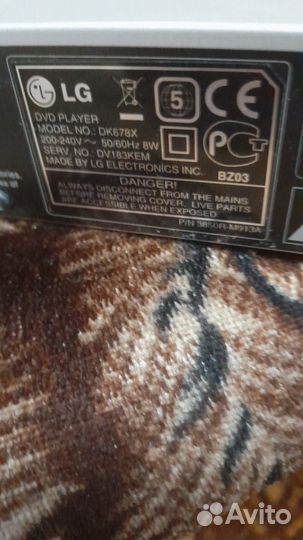 LG
5
CE
DVD PLAYER
MODEL NO.: DK678X
200-240V~ 50/60Hz 8W
SERV. NO.: DV183KEM
MADE BY LG ELECTRONICS INC.
BZ03
DANGER!
ALWAYS DISCONNECT FROM THE MAINS
BEFORE REMOVING COVER. LIVE PARTS
ARE ACCESSIBLE WHEN EXPOSED
P/N 3850R-M913A
Avito